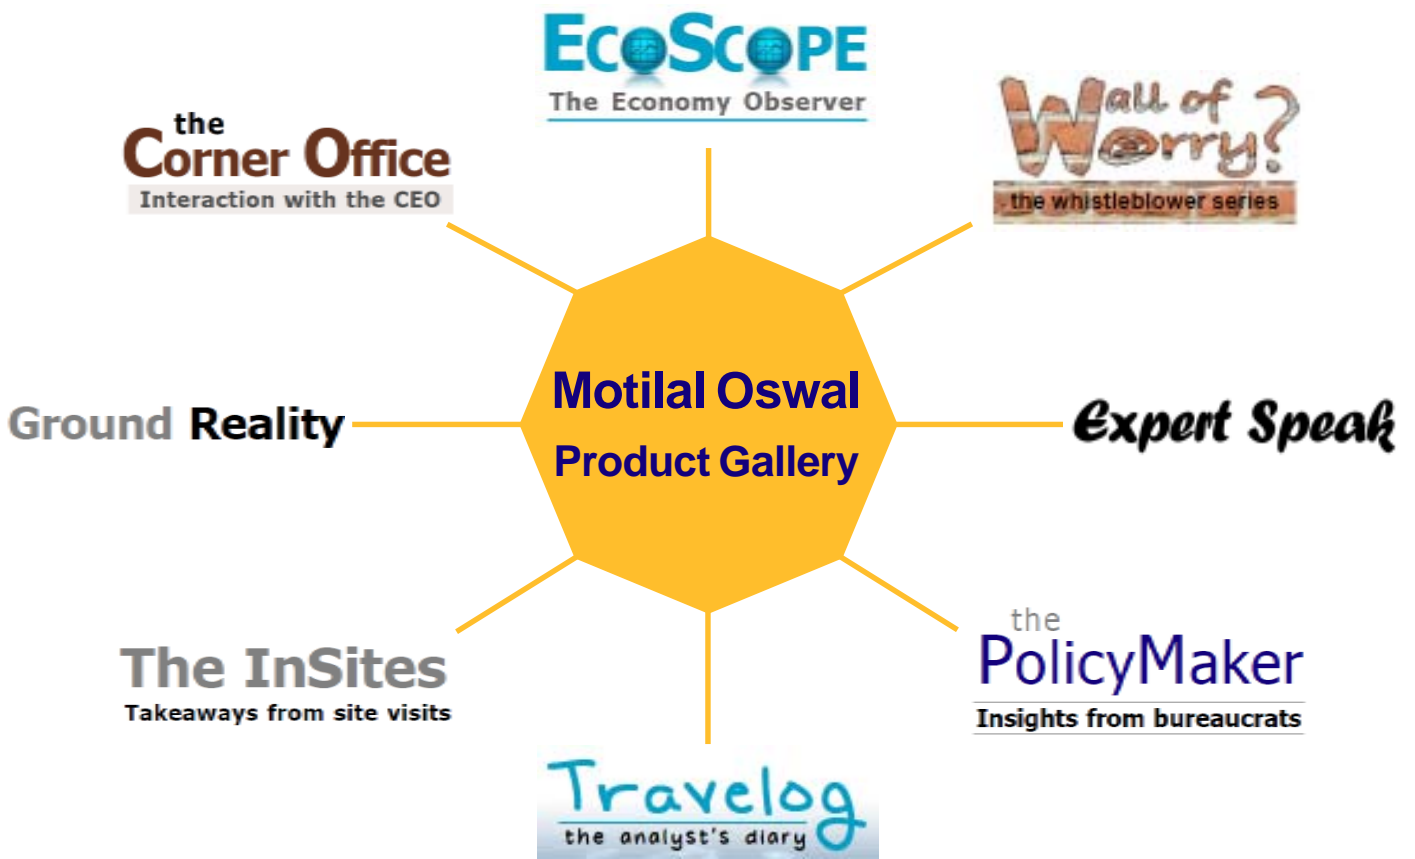 EcoScope
The Economy Observer
the
Corner Office
Interaction with the CEO
Wall of
Worry?
the whistleblower series
Ground Reality
Motilal Oswal
Product Gallery
Expert Speak
The InSites
Takeaways from site visits
the
PolicyMaker
Insights from bureaucrats
Travelog
the analyst's diary